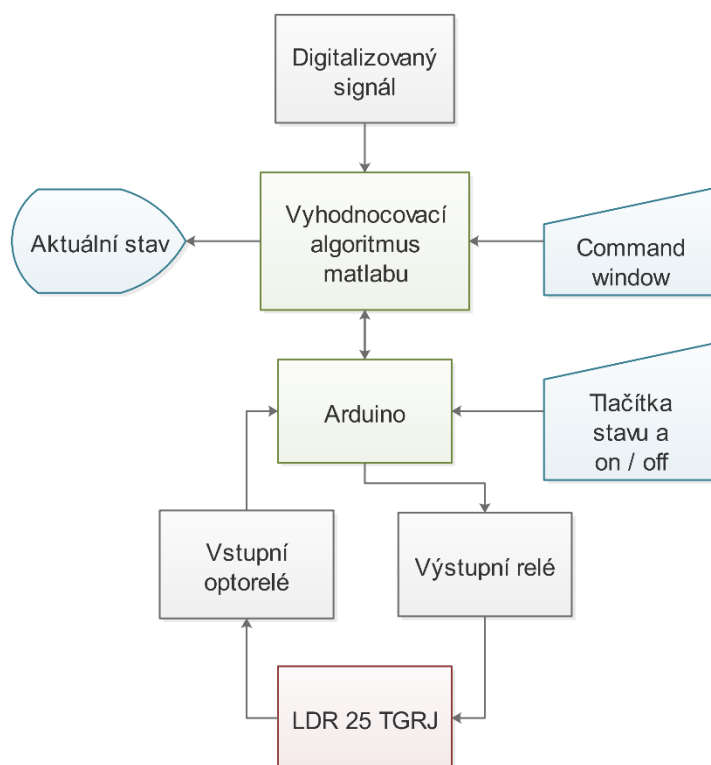 Digitalizovaný
signál
Vyhodnocovací
algoritmus
matlabu
Aktuální stav
Command
window
Arduino
Tlačítka
stavu a
on / off
Vstupní
optorelé
Výstupní relé
LDR 25 TGRJ